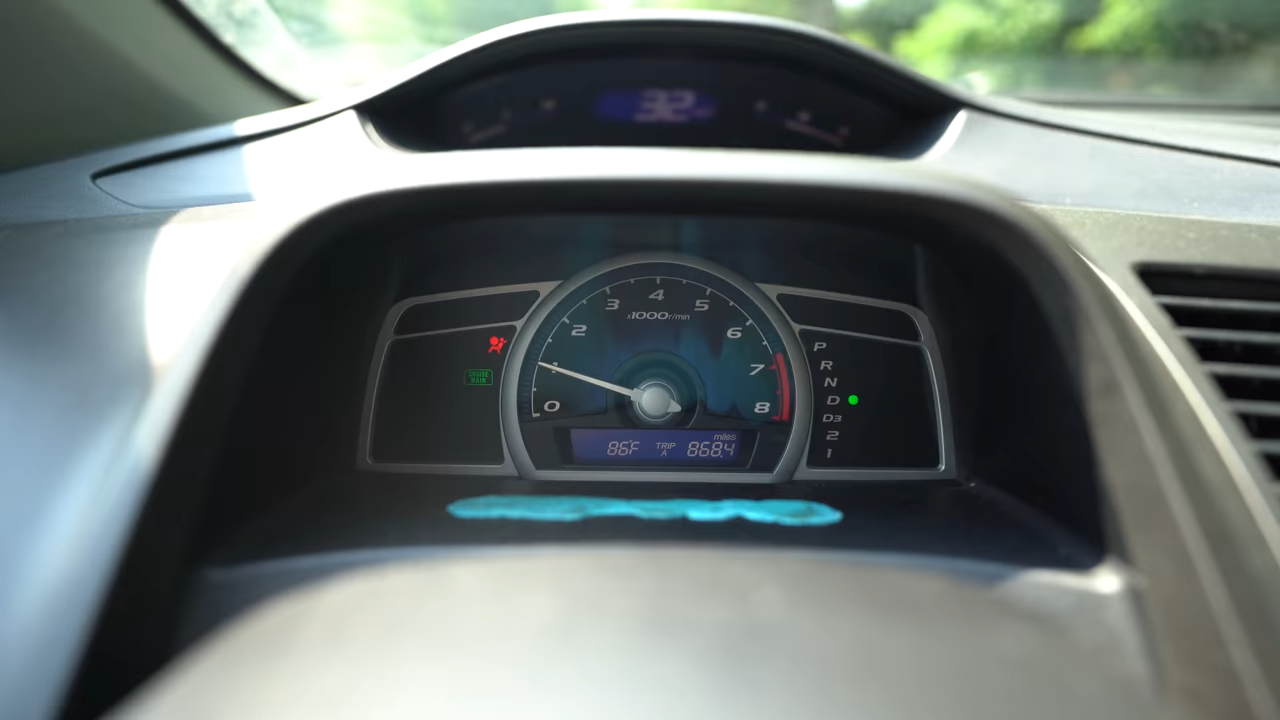 32
4
3 5
x1000r/min
2 6
1 7
0 8
CRUISE
MAIN
P
R
N
D
D3
2
1
86°F TRIP A 868.4 miles